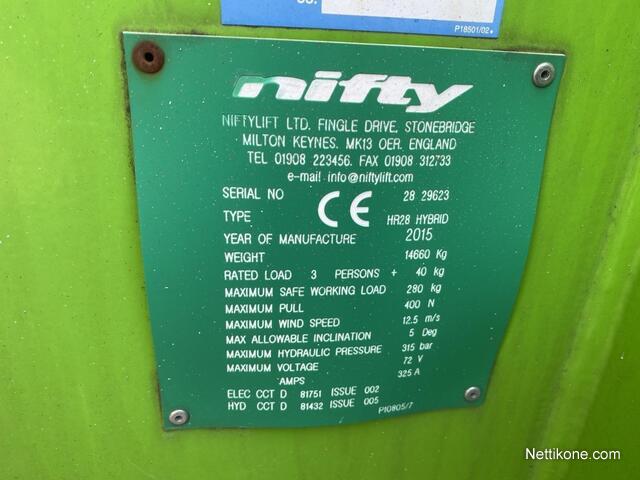 P18501/02
nifty
NIFTYLIFT LTD. FINGLE DRIVE, STONEBRIDGE
MILTON KEYNES. MK13 OER. ENGLAND
TEL 01908 223456. FAX 01908 312733
e-mail info@niftylift.com
SERIAL NO 28 29623
CE
TYPE HR28 HYBRID
YEAR OF MANUFACTURE 2015
WEIGHT 14660 Kg
RATED LOAD 3 PERSONS + 40 kg
MAXIMUM SAFE WORKING LOAD 280 kg
MAXIMUM PULL 400 N
MAXIMUM WIND SPEED 12.5 m/s
MAX ALLOWABLE INCLINATION 5 Deg
MAXIMUM HYDRAULIC PRESSURE 315 bar
MAXIMUM VOLTAGE 72 V
AMPS 325 A
ELEC CCT D 81751 ISSUE 002
HYD CCT D 81432 ISSUE 005
P10805/7
Nettikone.com